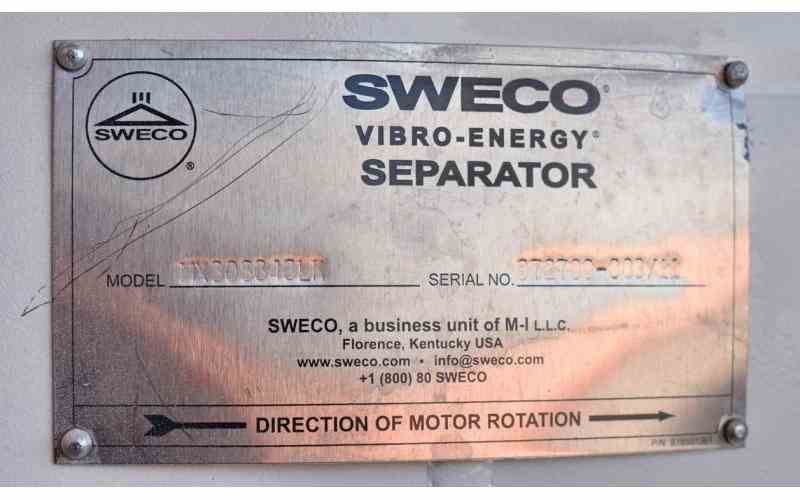 SWECO
®
SWECO®
VIBRO-ENERGY®
SEPARATOR
MODEL SERIAL NO.
SWECO, a business unit of M-I L.L.C.
Florence, Kentucky USA
www.sweco.com • info@sweco.com
+1 (800) 80 SWECO
DIRECTION OF MOTOR ROTATION
P/N